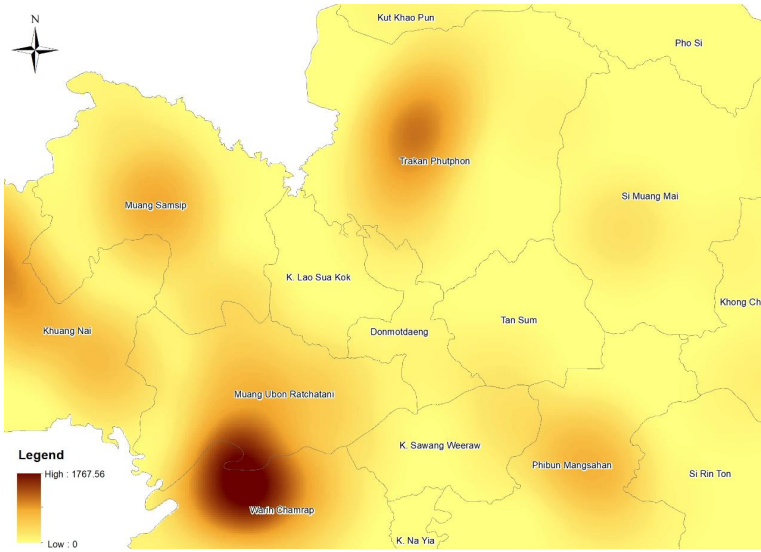 Kut Khao Pun
N
Pho Si
Trakan Phutphon
Si Muang Mai
Muang Samsip
K. Lao Sua Kok
Khong Ch
Tan Sum
Khuang Nai
Donmotdaeng
Muang Ubon Ratchatani
K. Sawang Weeraw
Legend
Phibun Mangsahan
High : 1767.56
Si Rin Ton
Warin Chamrap
K. Na Yia
Low : 0